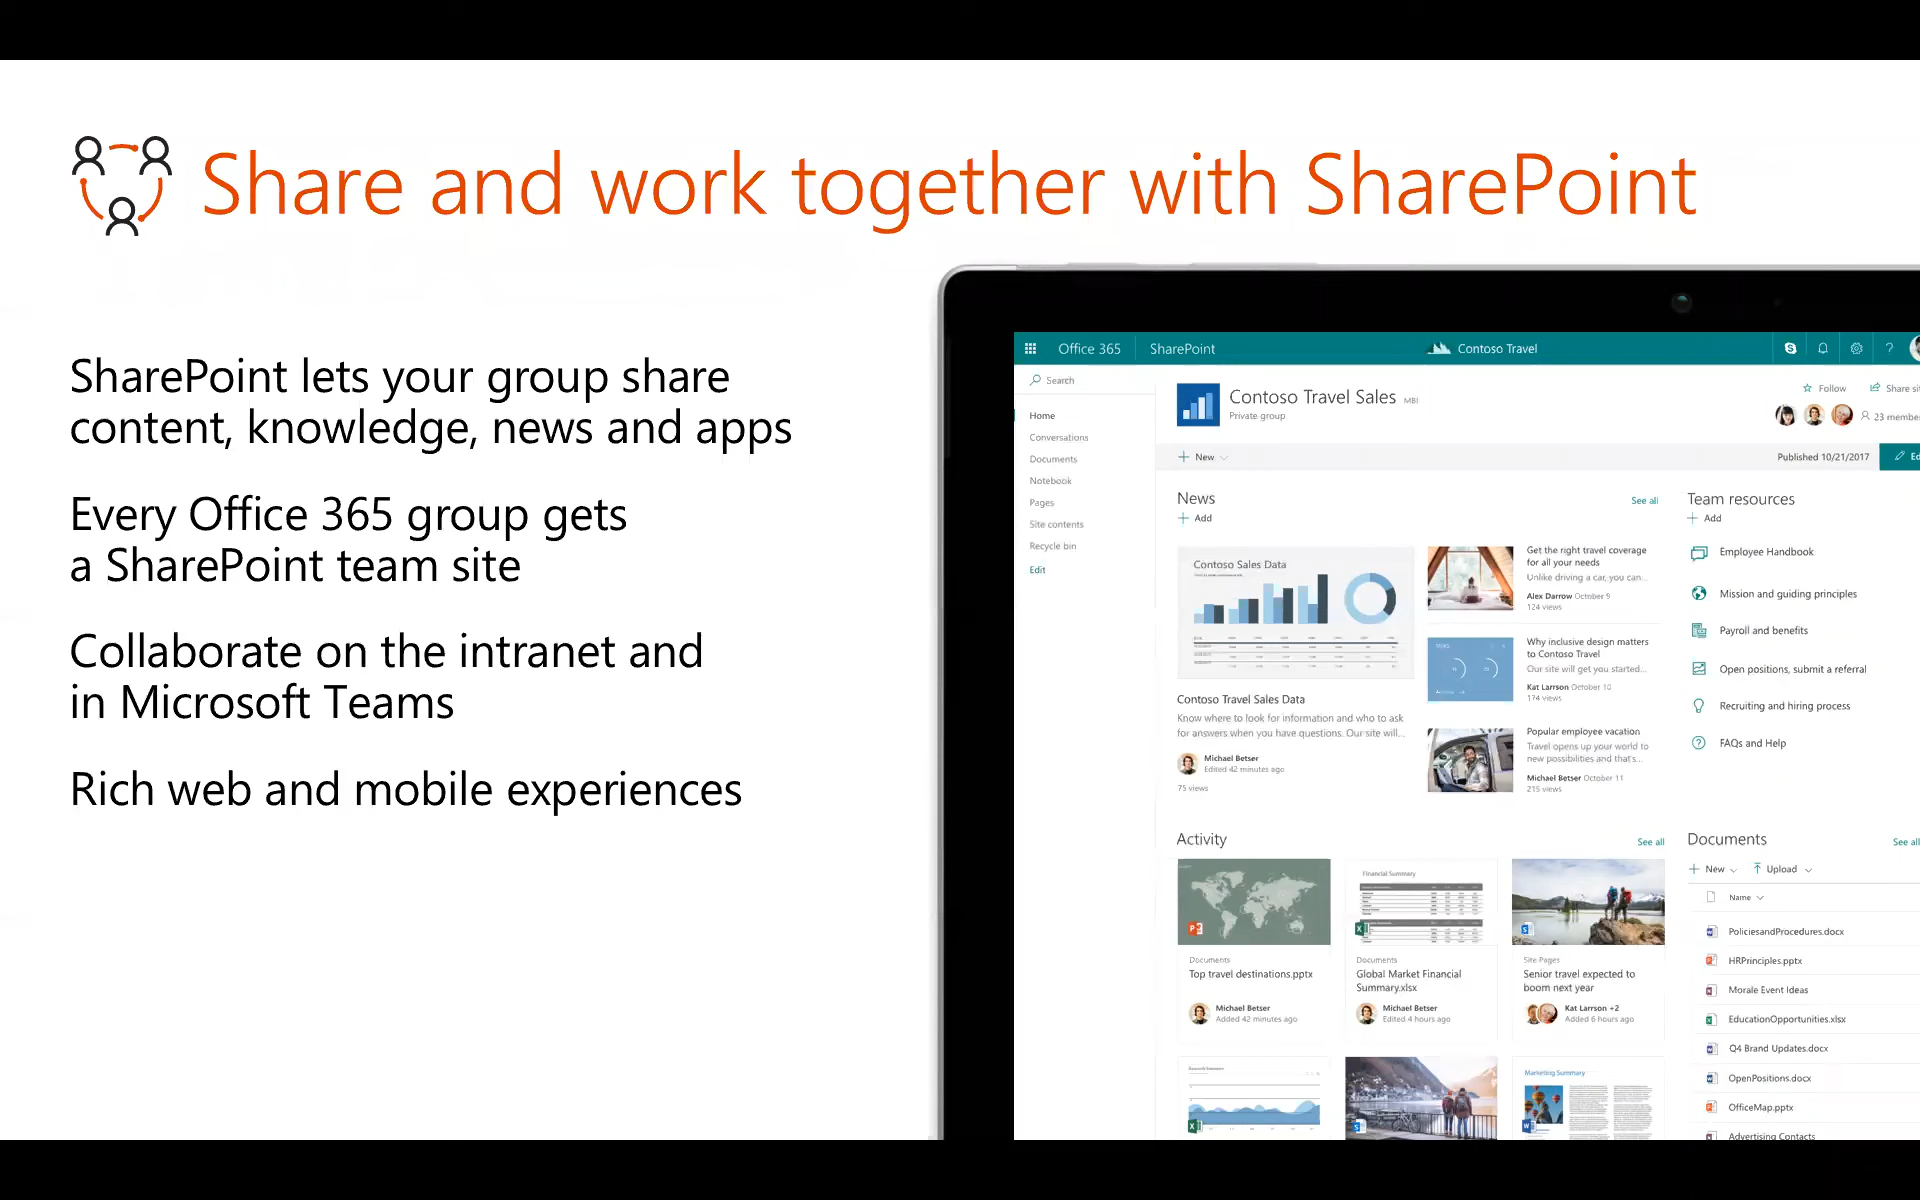 Share and work together with SharePoint
SharePoint lets your group share
content, knowledge, news and apps
Every Office 365 group gets
a SharePoint team site
Collaborate on the intranet and
in Microsoft Teams
Rich web and mobile experiences
Office 365
SharePoint
Contoso Travel
?
Search
Home
Conversations
Documents
Notebook
Pages
Site contents
Recycle bin
Edit
Contoso Travel Sales MBI
Private group
Follow
Share
23
New
Published 10/21/2017
News
See all
Add
Contoso Sales Data
Contoso Travel Sales Data
Know where to look for information and who to ask
for answers when you have questions. Our site will...
Michael Betser
Edited 42 minutes ago
75 views
Get the right travel coverage
for all your needs
Unlike driving a car, you can...
Alex Darrow October 9
124 views
Why inclusive design matters
to Contoso Travel
Our site will get you started...
Kat Larrson October 10
174 views
Popular employee vacation
Travel opens up your world to
new possibilities and that's...
Michael Betser October 11
215 views
Team resources
Add
Employee Handbook
Mission and guiding principles
Payroll and benefits
Open positions, submit a referral
Recruiting and hiring process
FAQs and Help
Activity
See all
Documents
Top travel destinations.pptx
Michael Betser
Added 42 minutes ago
Financial Summary
Documents
Global Market Financial
Summary.xlsx
Michael Betser
Edited 4 hours ago
Site Pages
Senior travel expected to
boom next year
Kat Larrson +2
Added 6 hours ago
Marketing Summary
Documents
See all
New
Upload
Name
PoliciesandProcedures.docx
HRPrinciples.pptx
Morale Event Ideas
EducationOpportunities.xlsx
Q4 Brand Updates.docx
OpenPositions.docx
OfficeMap.pptx
Advertising Contacts